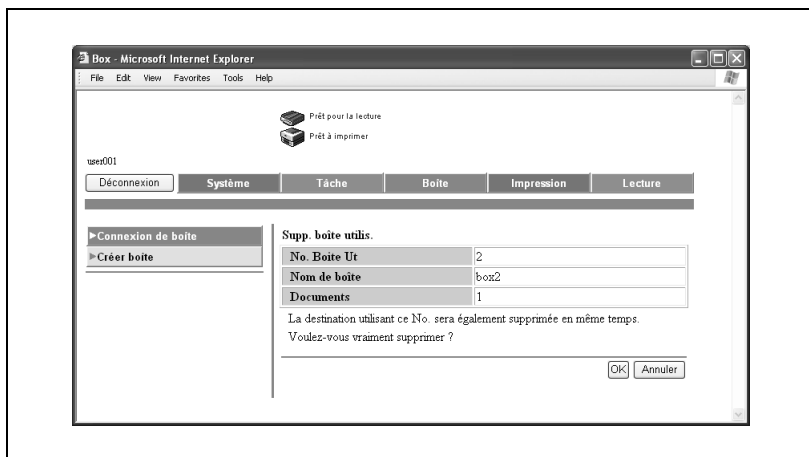 Box - Microsoft Internet Explorer
File Edit View Favorites Tools Help
Prêt pour la lecture
Prêt à imprimer
user001
Déconnexion Système Tâche Boîte Impression Lecture
Connexion de boîte
Créer boîte
Supp. boîte utilis.
No. Boîte Ut 2
Nom de boîte box2
Documents 1
La destination utilisant ce No. sera également supprimée en même temps.
Voulez-vous vraiment supprimer ?
OK Annuler